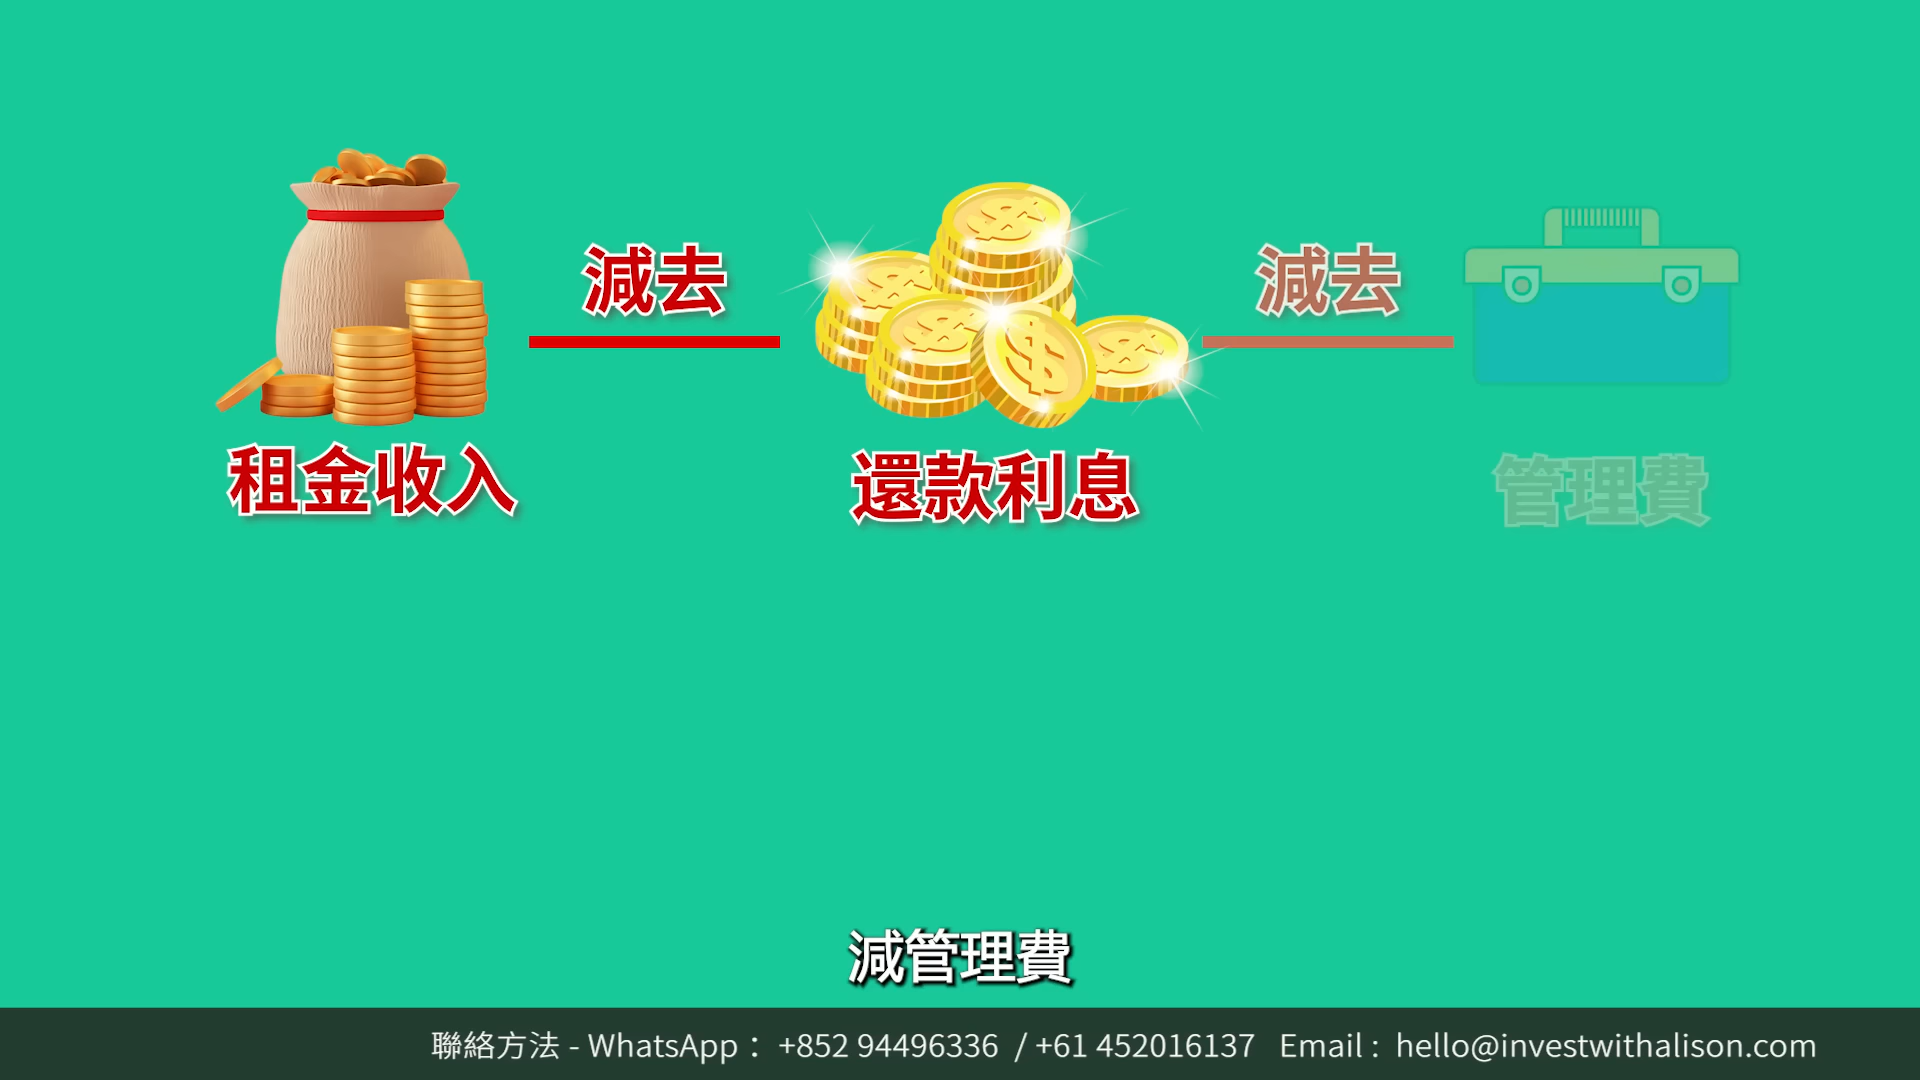 減去
減去
租金收入
還款利息
管理費
減管理費
聯絡方法 - WhatsApp： +852 94496336 / +61 452016137 Email : hello@investwithalison.com